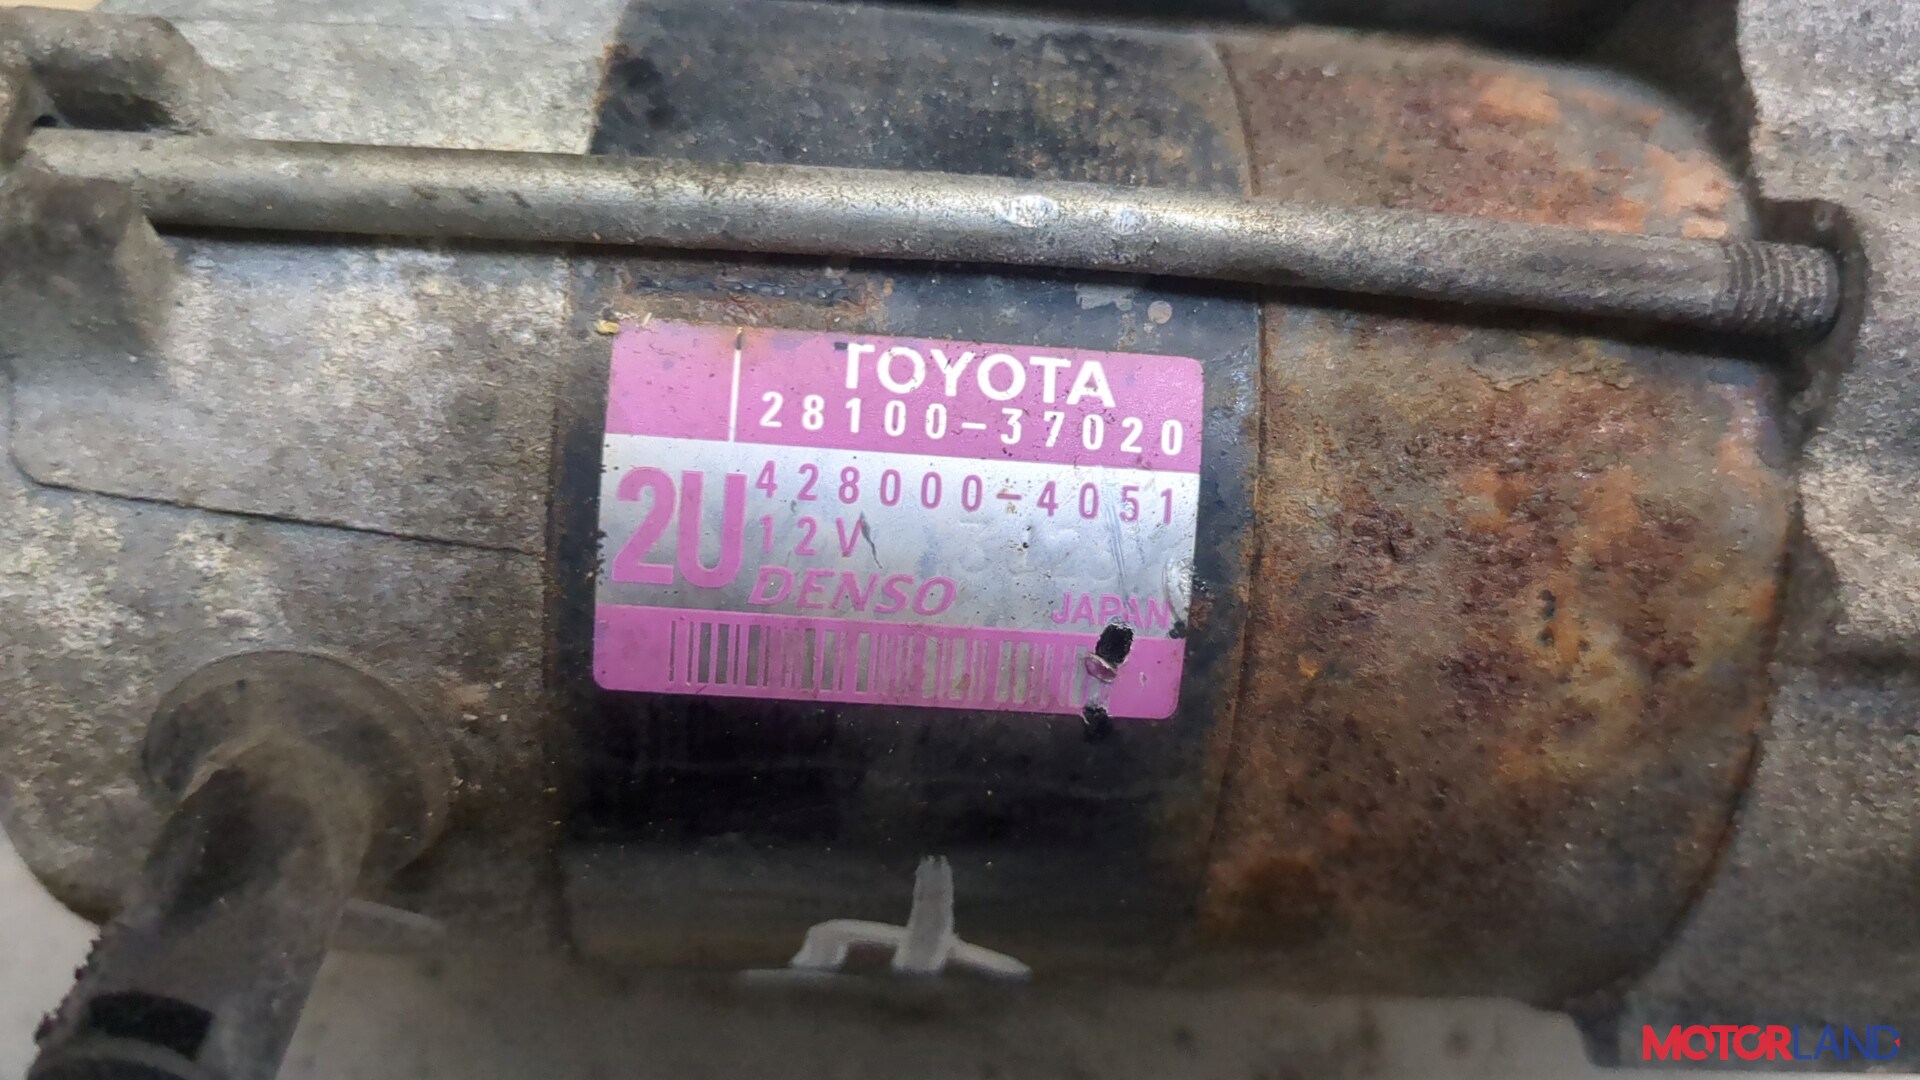 TOYOTA
28100-37020
2U
428000-4051
12V
DENSO
JAPAN
MOTORLAND